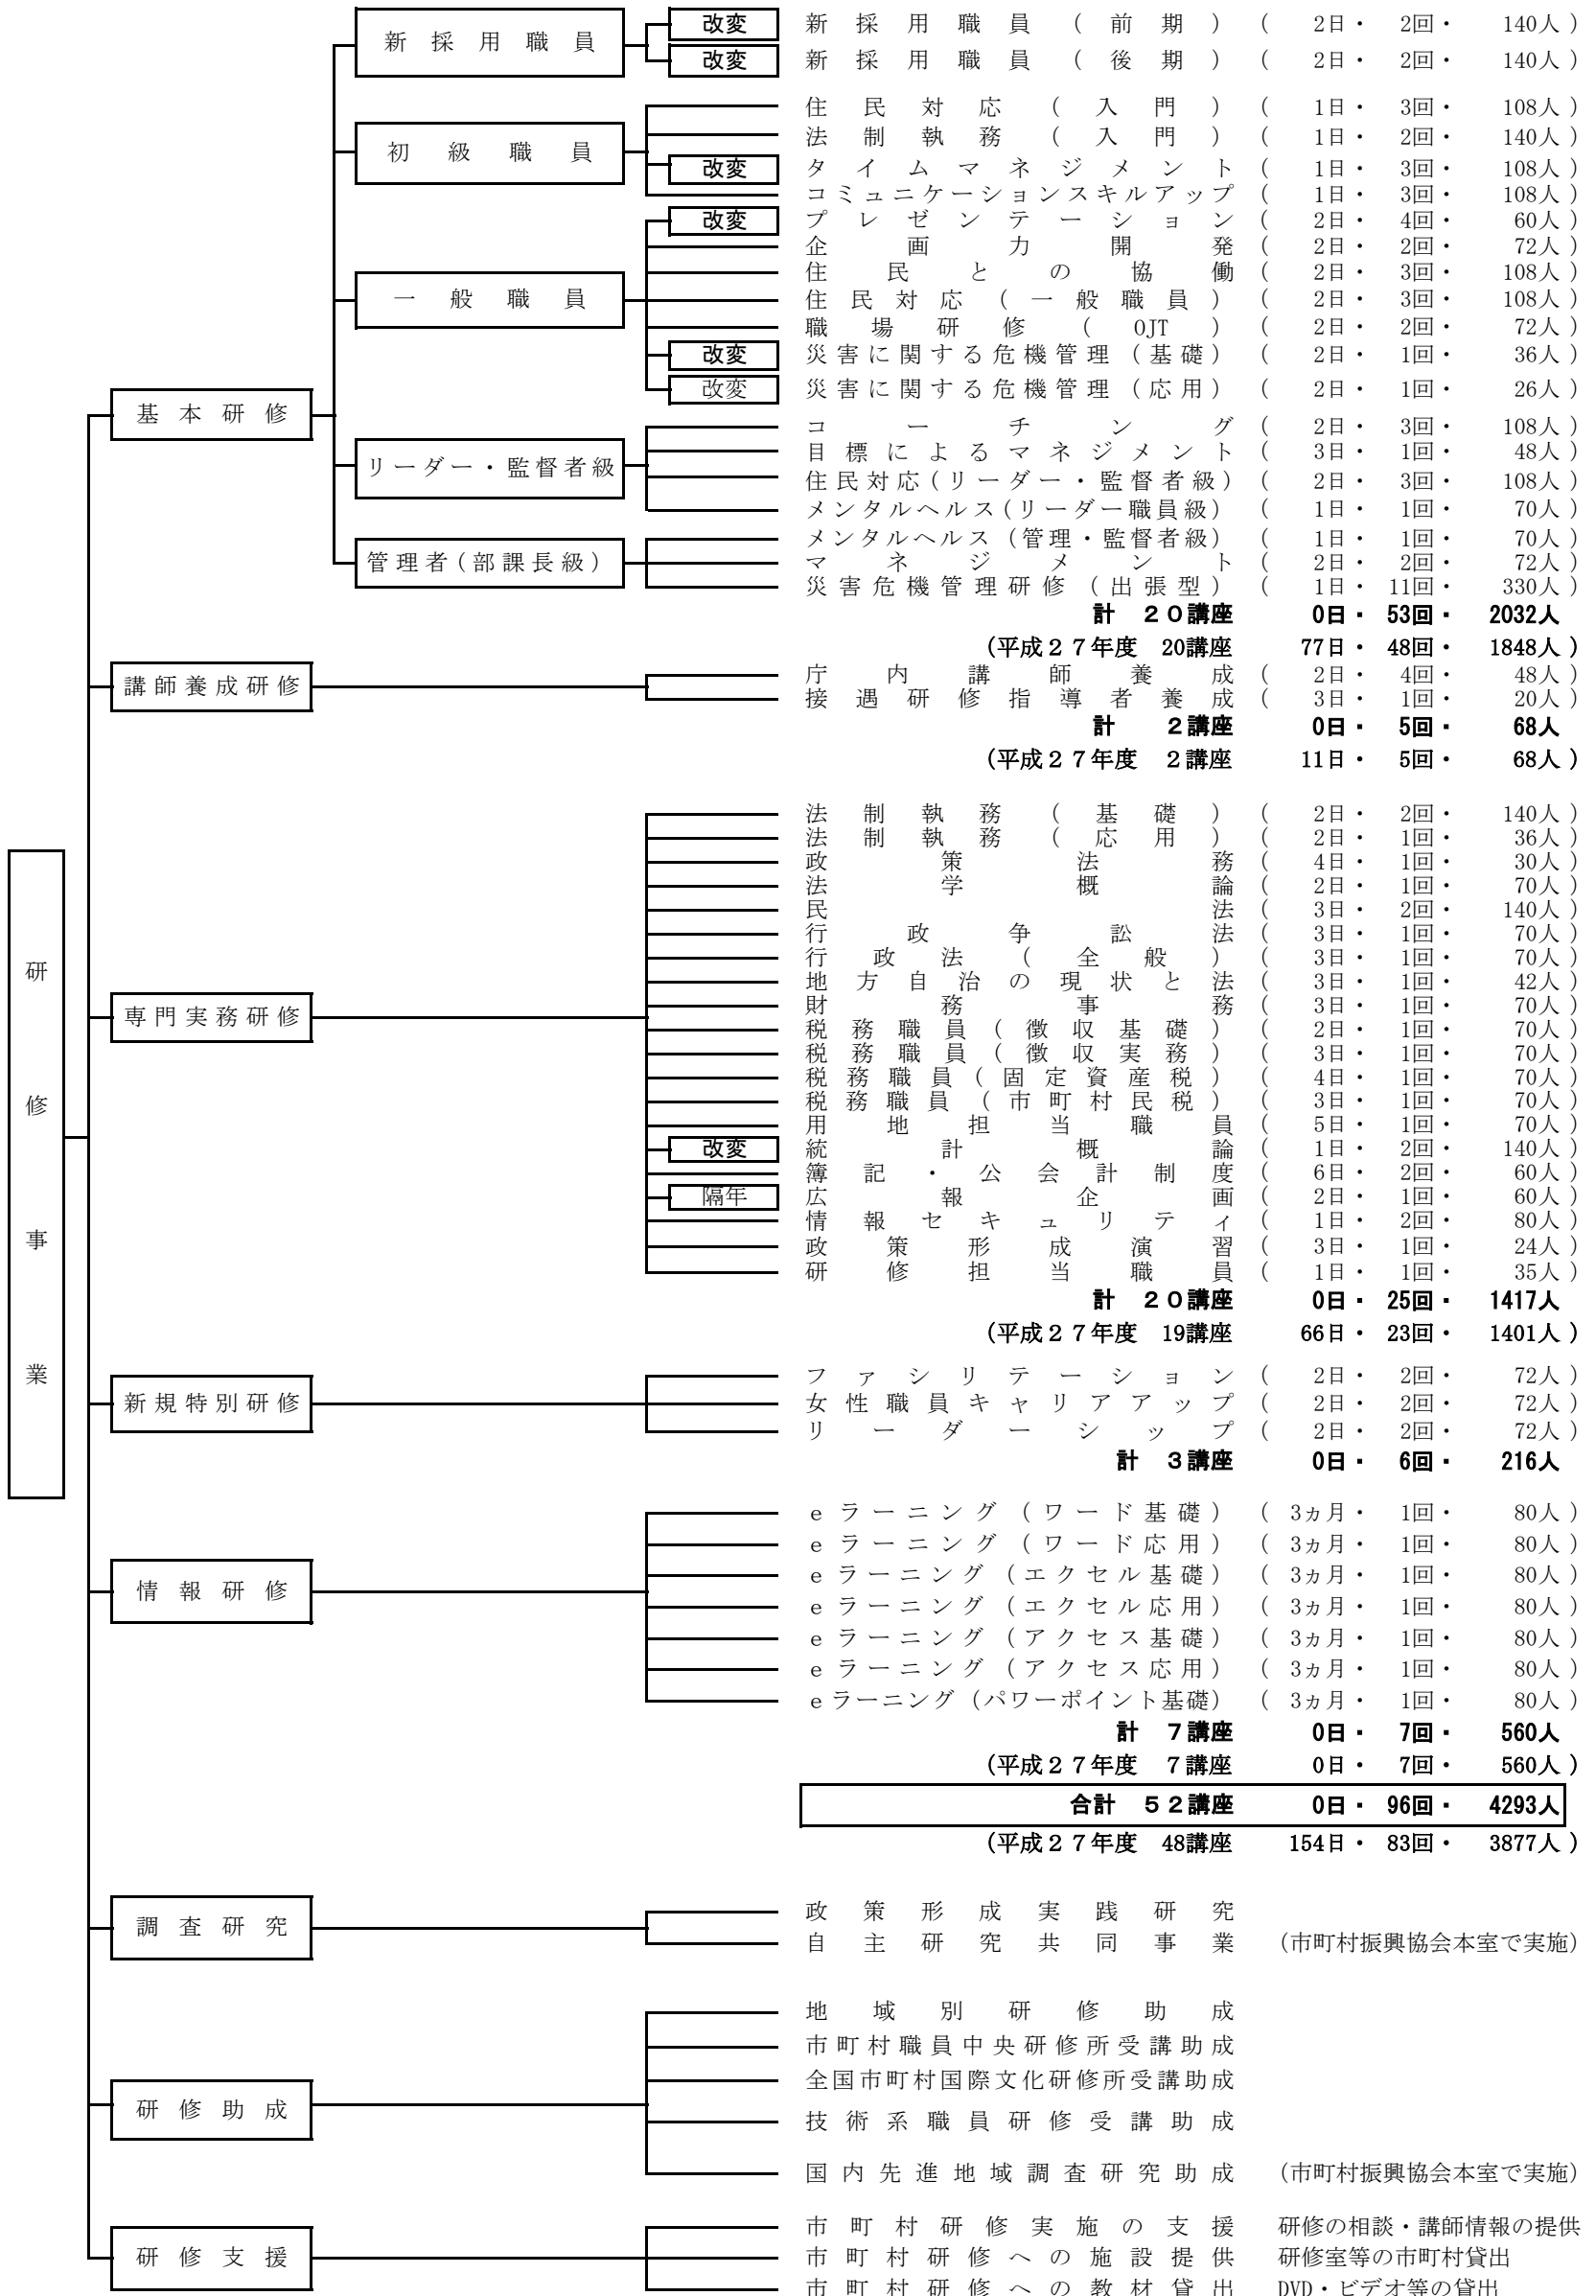 研修事業
基本研修
新採用職員
改変 新採用職員(前期) ( 2日・ 2回・ 140人 )
改変 新採用職員(後期) ( 2日・ 2回・ 140人 )
初級職員
住民対応(入門) ( 1日・ 3回・ 108人 )
法制執務(入門) ( 1日・ 2回・ 140人 )
改変 タイムマネジメント ( 1日・ 3回・ 108人 )
コミュニケーションスキルアップ ( 1日・ 3回・ 108人 )
一般職員
改変 プレゼンテーション ( 2日・ 4回・ 60人 )
企画力開発 ( 2日・ 2回・ 72人 )
住民との協働 ( 2日・ 3回・ 108人 )
住民対応(一般職員) ( 2日・ 3回・ 108人 )
職場研修(OJT) ( 2日・ 2回・ 72人 )
改変 災害に関する危機管理(基礎) ( 2日・ 1回・ 36人 )
改変 災害に関する危機管理(応用) ( 2日・ 1回・ 26人 )
リーダー・監督者級
コーチング ( 2日・ 3回・ 108人 )
目標によるマネジメント ( 3日・ 1回・ 48人 )
住民対応(リーダー・監督者級) ( 2日・ 3回・ 108人 )
メンタルヘルス(リーダー職員級) ( 1日・ 1回・ 70人 )
管理者(部課長級)
メンタルヘルス(管理・監督者級) ( 1日・ 1回・ 70人 )
マネジメント ( 2日・ 2回・ 72人 )
災害危機管理研修(出張型) ( 1日・ 11回・ 330人 )
計 20講座 0日・ 53回・ 2032人
(平成27年度 20講座 77日・ 48回・ 1848人 )
講師養成研修
庁内講師養成 ( 2日・ 4回・ 48人 )
接遇研修指導者養成 ( 3日・ 1回・ 20人 )
計 2講座 0日・ 5回・ 68人
(平成27年度 2講座 11日・ 5回・ 68人 )
専門実務研修
法制執務(基礎) ( 2日・ 2回・ 140人 )
法制執務(応用) ( 2日・ 1回・ 36人 )
政策法務 ( 4日・ 1回・ 30人 )
法学概論 ( 2日・ 1回・ 70人 )
民法 ( 3日・ 2回・ 140人 )
行政争訟法 ( 3日・ 1回・ 70人 )
行政法(全般) ( 3日・ 1回・ 70人 )
地方自治の現状と法 ( 3日・ 1回・ 42人 )
財務事務 ( 3日・ 1回・ 70人 )
税務職員(徴収基礎) ( 2日・ 1回・ 70人 )
税務職員(徴収実務) ( 3日・ 1回・ 70人 )
税務職員(固定資産税) ( 4日・ 1回・ 70人 )
税務職員(市町村民税) ( 3日・ 1回・ 70人 )
用地担当職員 ( 5日・ 1回・ 70人 )
改変 統計概論 ( 1日・ 2回・ 140人 )
簿記・公会計制度 ( 6日・ 2回・ 60人 )
隔年 広報企画 ( 2日・ 1回・ 60人 )
情報セキュリティ ( 1日・ 2回・ 80人 )
政策形成演習 ( 3日・ 1回・ 24人 )
研修担当職員 ( 1日・ 1回・ 35人 )
計 20講座 0日・ 25回・ 1417人
(平成27年度 19講座 66日・ 23回・ 1401人 )
新規特別研修
ファシリテーション ( 2日・ 2回・ 72人 )
女性職員キャリアアップ ( 2日・ 2回・ 72人 )
リーダーシップ ( 2日・ 2回・ 72人 )
計 3講座 0日・ 6回・ 216人
情報研修
eラーニング(ワード基礎) ( 3ヵ月・ 1回・ 80人 )
eラーニング(ワード応用) ( 3ヵ月・ 1回・ 80人 )
eラーニング(エクセル基礎) ( 3ヵ月・ 1回・ 80人 )
eラーニング(エクセル応用) ( 3ヵ月・ 1回・ 80人 )
eラーニング(アクセス基礎) ( 3ヵ月・ 1回・ 80人 )
eラーニング(アクセス応用) ( 3ヵ月・ 1回・ 80人 )
eラーニング(パワーポイント基礎) ( 3ヵ月・ 1回・ 80人 )
計 7講座 0日・ 7回・ 560人
(平成27年度 7講座 0日・ 7回・ 560人 )
合計 52講座 0日・ 96回・ 4293人
(平成27年度 48講座 154日・ 83回・ 3877人 )
調査研究
政策形成実践研究
自主研究共同事業 (市町村振興協会本室で実施)
研修助成
地域別研修助成
市町村職員中央研修所受講助成
全国市町村国際文化研修所受講助成
技術系職員研修受講助成
国内先進地域調査研究助成 (市町村振興協会本室で実施)
研修支援
市町村研修実施の支援 研修の相談・講師情報の提供
市町村研修への施設提供 研修室等の市町村貸出
市町村研修への教材貸出 DVD・ビデオ等の貸出